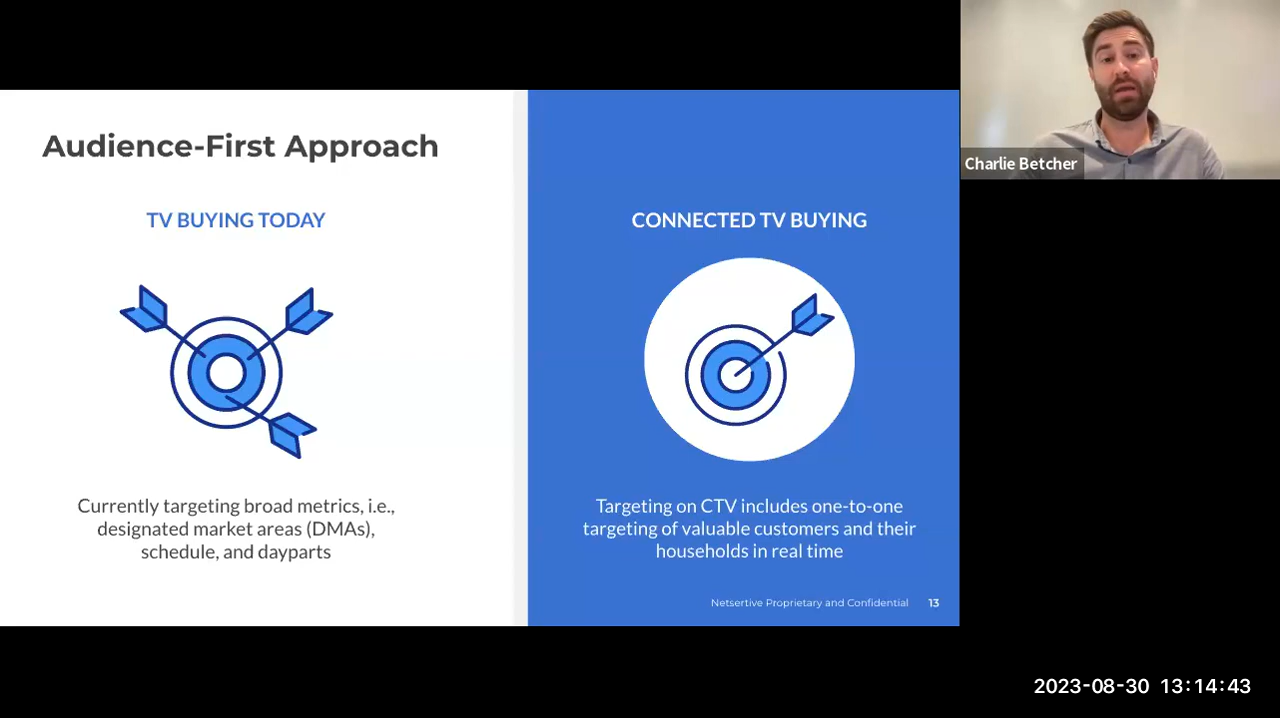 Audience-First Approach
TV BUYING TODAY
Currently targeting broad metrics, i.e.,
designated market areas (DMAs),
schedule, and dayparts
CONNECTED TV BUYING
Targeting on CTV includes one-to-one
targeting of valuable customers and their
households in real time
Netsertive Proprietary and Confidential 13
Charlie Betcher
2023-08-30 13:14:43